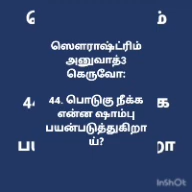 ஸௌராஷ்ட்ரிம்
அனுவாத்3
கெருவோ:
44. பொடுகு நீக்க
என்ன ஷாம்பு
பயன்படுத்துகிறா
ய்?
InShOt